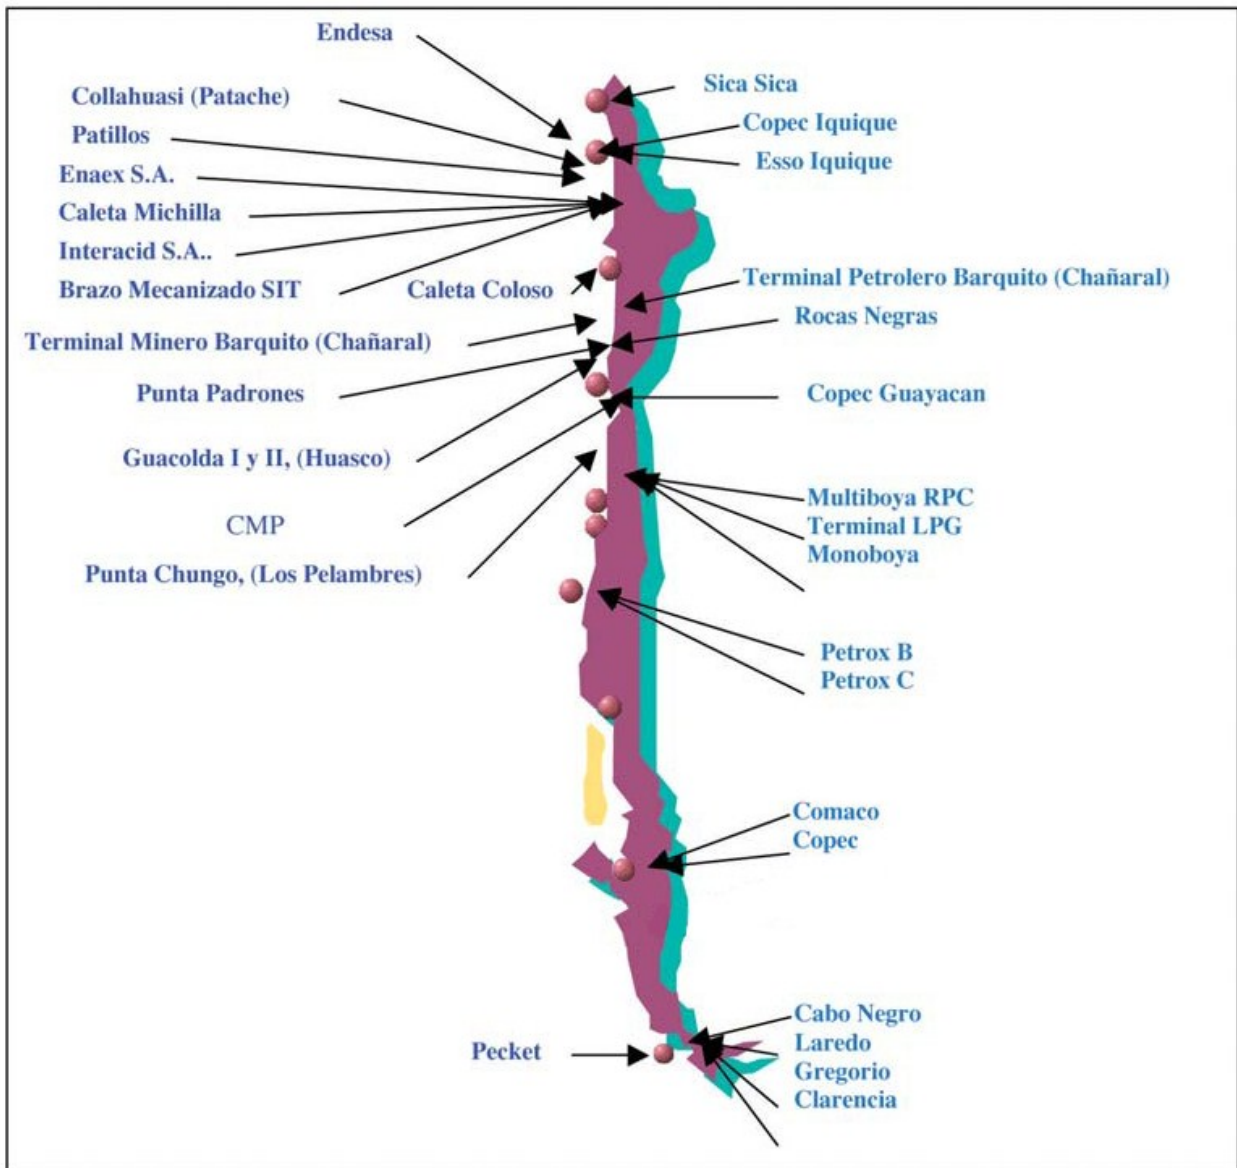 Endesa
Collahuasi (Patache)
Patillos
Enaex S.A.
Caleta Michilla
Interacid S.A..
Brazo Mecanizado SIT
Caleta Coloso
Terminal Minero Barquito (Chañaral)
Punta Padrones
Guacolda I y II, (Huasco)
CMP
Punta Chungo, (Los Pelambres)
Pecket
Sica Sica
Copec Iquique
Esso Iquique
Terminal Petrolero Barquito (Chañaral)
Rocas Negras
Copec Guayacan
Multiboya RPC
Terminal LPG
Monoboya
Petrox B
Petrox C
Comaco
Copec
Cabo Negro
Laredo
Gregorio
Clarencia